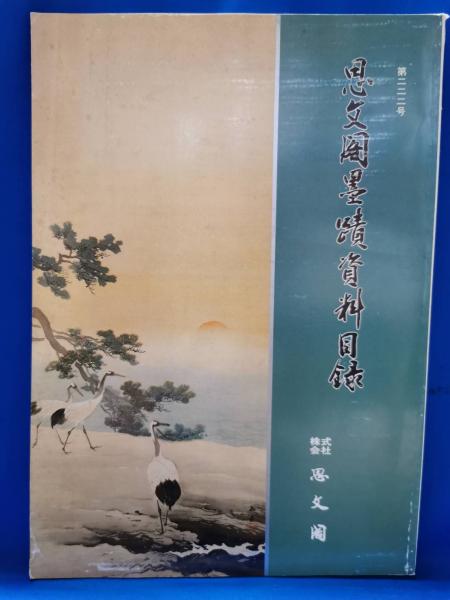 第二二二号
思文閣墨蹟資料目録
株式会社 思文閣